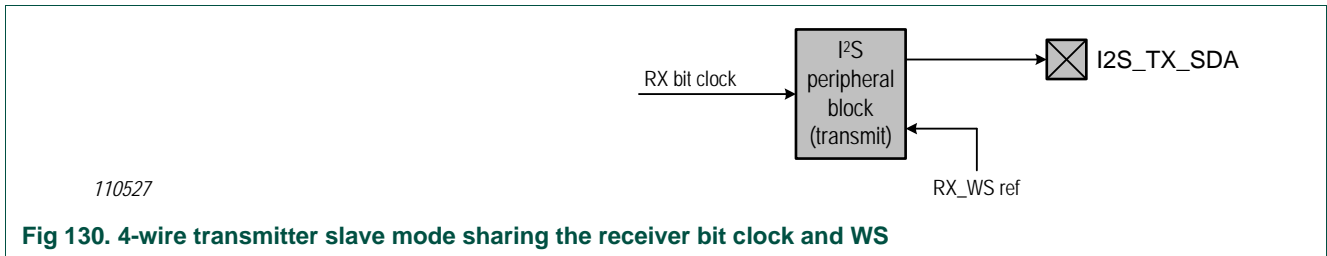 I²S
peripheral
block
(transmit)
I2S_TX_SDA
RX bit clock
RX_WS ref
110527
Fig 130. 4-wire transmitter slave mode sharing the receiver bit clock and WS